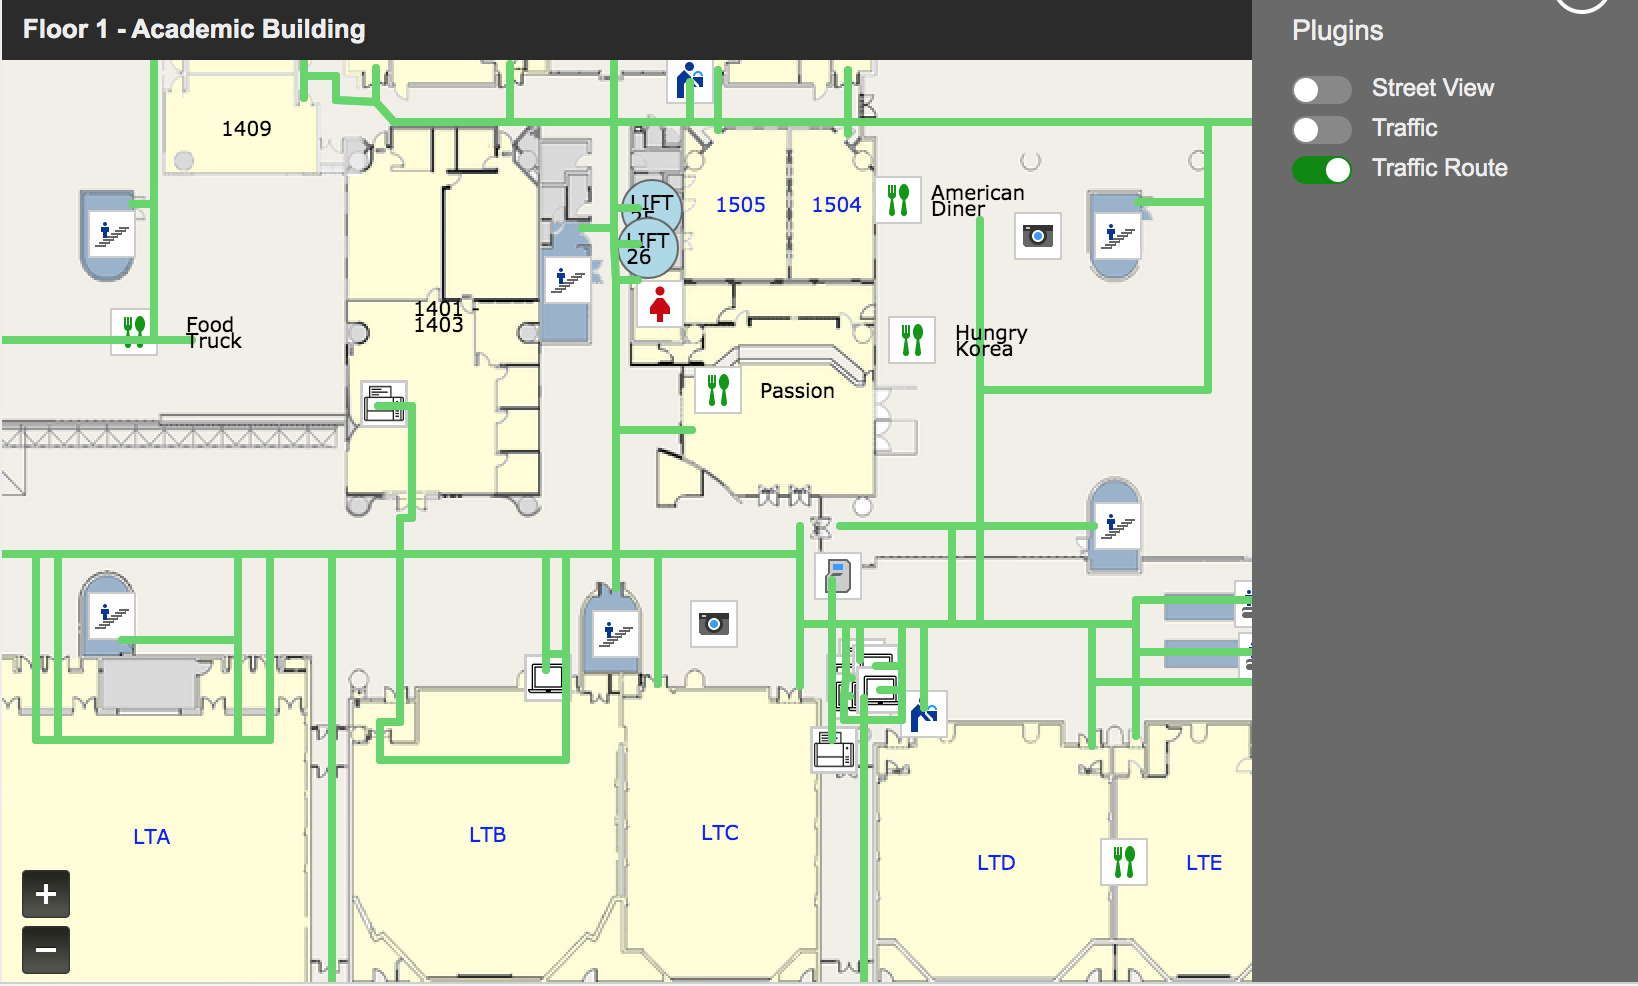 Floor 1 - Academic Building
Plugins
Street View
Traffic
Traffic Route
1409
LIFT
LIFT
26
1505
1504
American
Diner
Food
Truck
1401
1403
Hungry
Korea
Passion
LTA
LTB
LTC
LTD
LTE
+
−